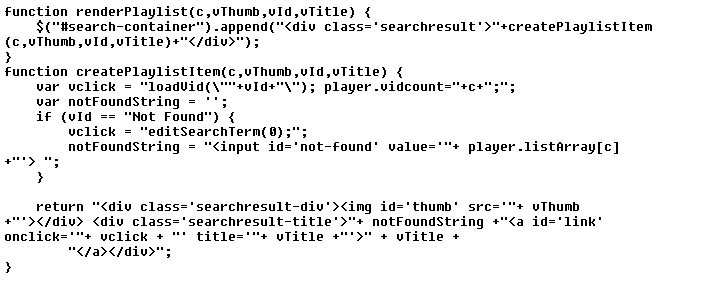 function renderPlaylist(c,vThumb,vId,vTitle) {
    $("#search-container").append("<div class='searchresult'>"+createPlaylistItem
(c,vThumb,vId,vTitle)+"</div>");
}
function createPlaylistItem(c,vThumb,vId,vTitle) {
    var vclick = "loadVid(\""+vId+"\"); player.vidcount="+c+";";
    var notFoundString = '';
    if (vId == "Not Found") {
        vclick = "editSearchTerm(0);";
        notFoundString = "<input id='not-found' value='"+ player.listArray[c]
+"'> ";
    }

    return "<div class='searchresult-div'><img id='thumb' src='"+ vThumb
+"'></div> <div class='searchresult-title'>"+ notFoundString +"<a id='link'
onclick='"+ vclick + "' title='"+ vTitle +"'>" + vTitle +
        "</a></div>";
}